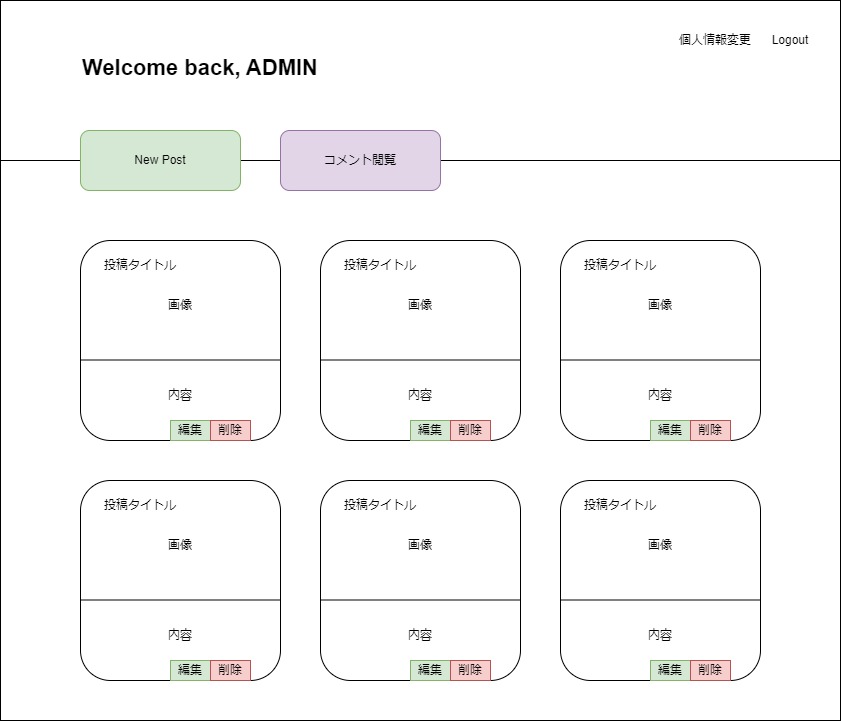 個人情報変更 Logout
Welcome back, ADMIN
New Post コメント閲覧
投稿タイトル 投稿タイトル 投稿タイトル
画像 画像 画像
内容 内容 内容
編集 削除 編集 削除 編集 削除
投稿タイトル 投稿タイトル 投稿タイトル
画像 画像 画像
内容 内容 内容
編集 削除 編集 削除 編集 削除